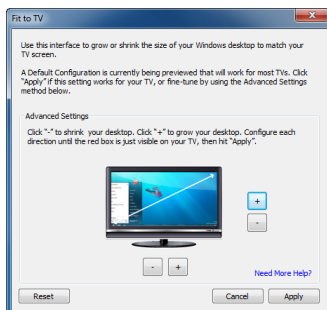 Fit to TV
Use this interface to grow or shrink the size of your Windows desktop to match your
TV screen.
A Default Configuration is currently being previewed that will work for most TVs. Click
"Apply" if this setting works for your TV, or fine-tune by using the Advanced Settings
method below.
Advanced Settings
Click "-" to shrink your desktop. Click "+" to grow your desktop. Configure each
direction until the red box is just visible on your TV, then hit "Apply".
+
-
- +
Need More Help?
Reset Cancel Apply